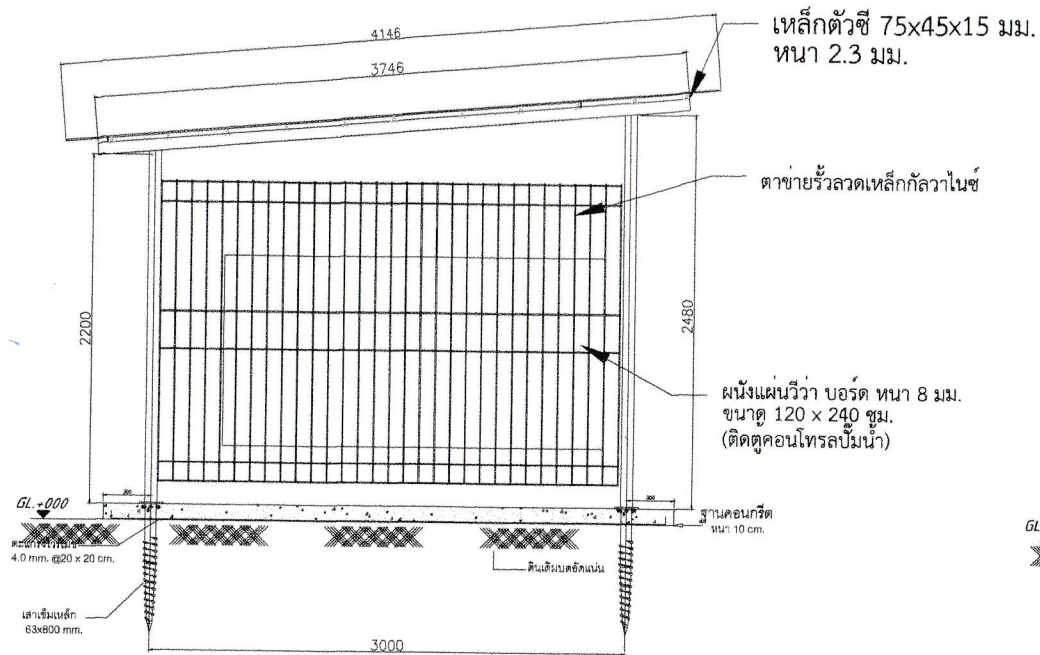 เหล็กตัวซี 75x45x15 มม.
หนา 2.3 มม.
4146
3746
ตาข่ายรั้วลวดเหล็กกัลวาไนซ์
2200
2480
ผนังแผ่นวีว่า บอร์ด หนา 8 มม.
ขนาด 120 x 240 ซม.
(ติดตู้คอนโทรลปั๊มน้ำ)
GL.+000
300
300
ฐานคอนกรีต
หนา 10 cm.
GL
4.0 mm. @20 x 20 cm.
ดินเดิมบดอัดแน่น
เสาเข็มเหล็ก
63x800 mm.
3000